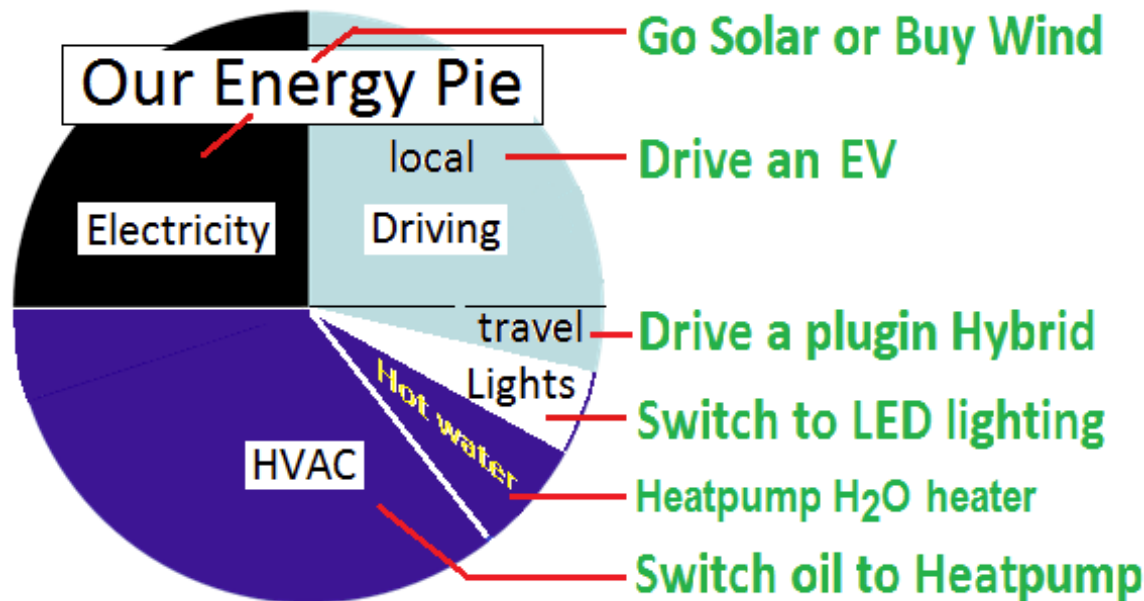 Go Solar or Buy Wind
Our Energy Pie
local
Drive an EV
Electricity
Driving
travel
Drive a plugin Hybrid
Lights
Hot water
Switch to LED lighting
HVAC
Heatpump H₂O heater
Switch oil to Heatpump